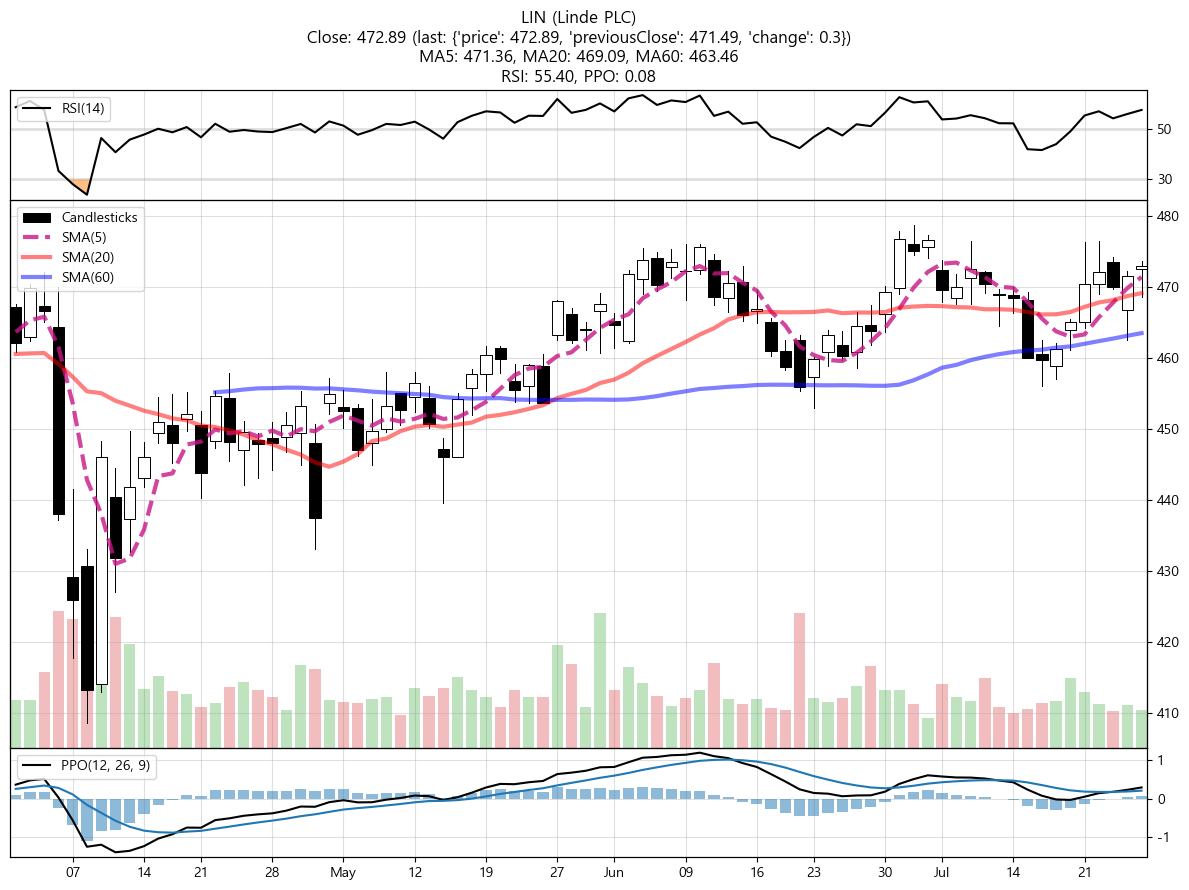 LIN (Linde PLC)
Close: 472.89 (last: {'price': 472.89, 'previousClose': 471.49, 'change': 0.3})
MA5: 471.36, MA20: 469.09, MA60: 463.46
RSI: 55.40, PPO: 0.08
RSI(14)
50
30
Candlesticks
SMA(5)
SMA(20)
SMA(60)
480
470
460
450
440
430
420
410
PPO(12, 26, 9)
1
0
-1
07 14 21 28 May 12 19 27 Jun 09 16 23 30 Jul 14 21